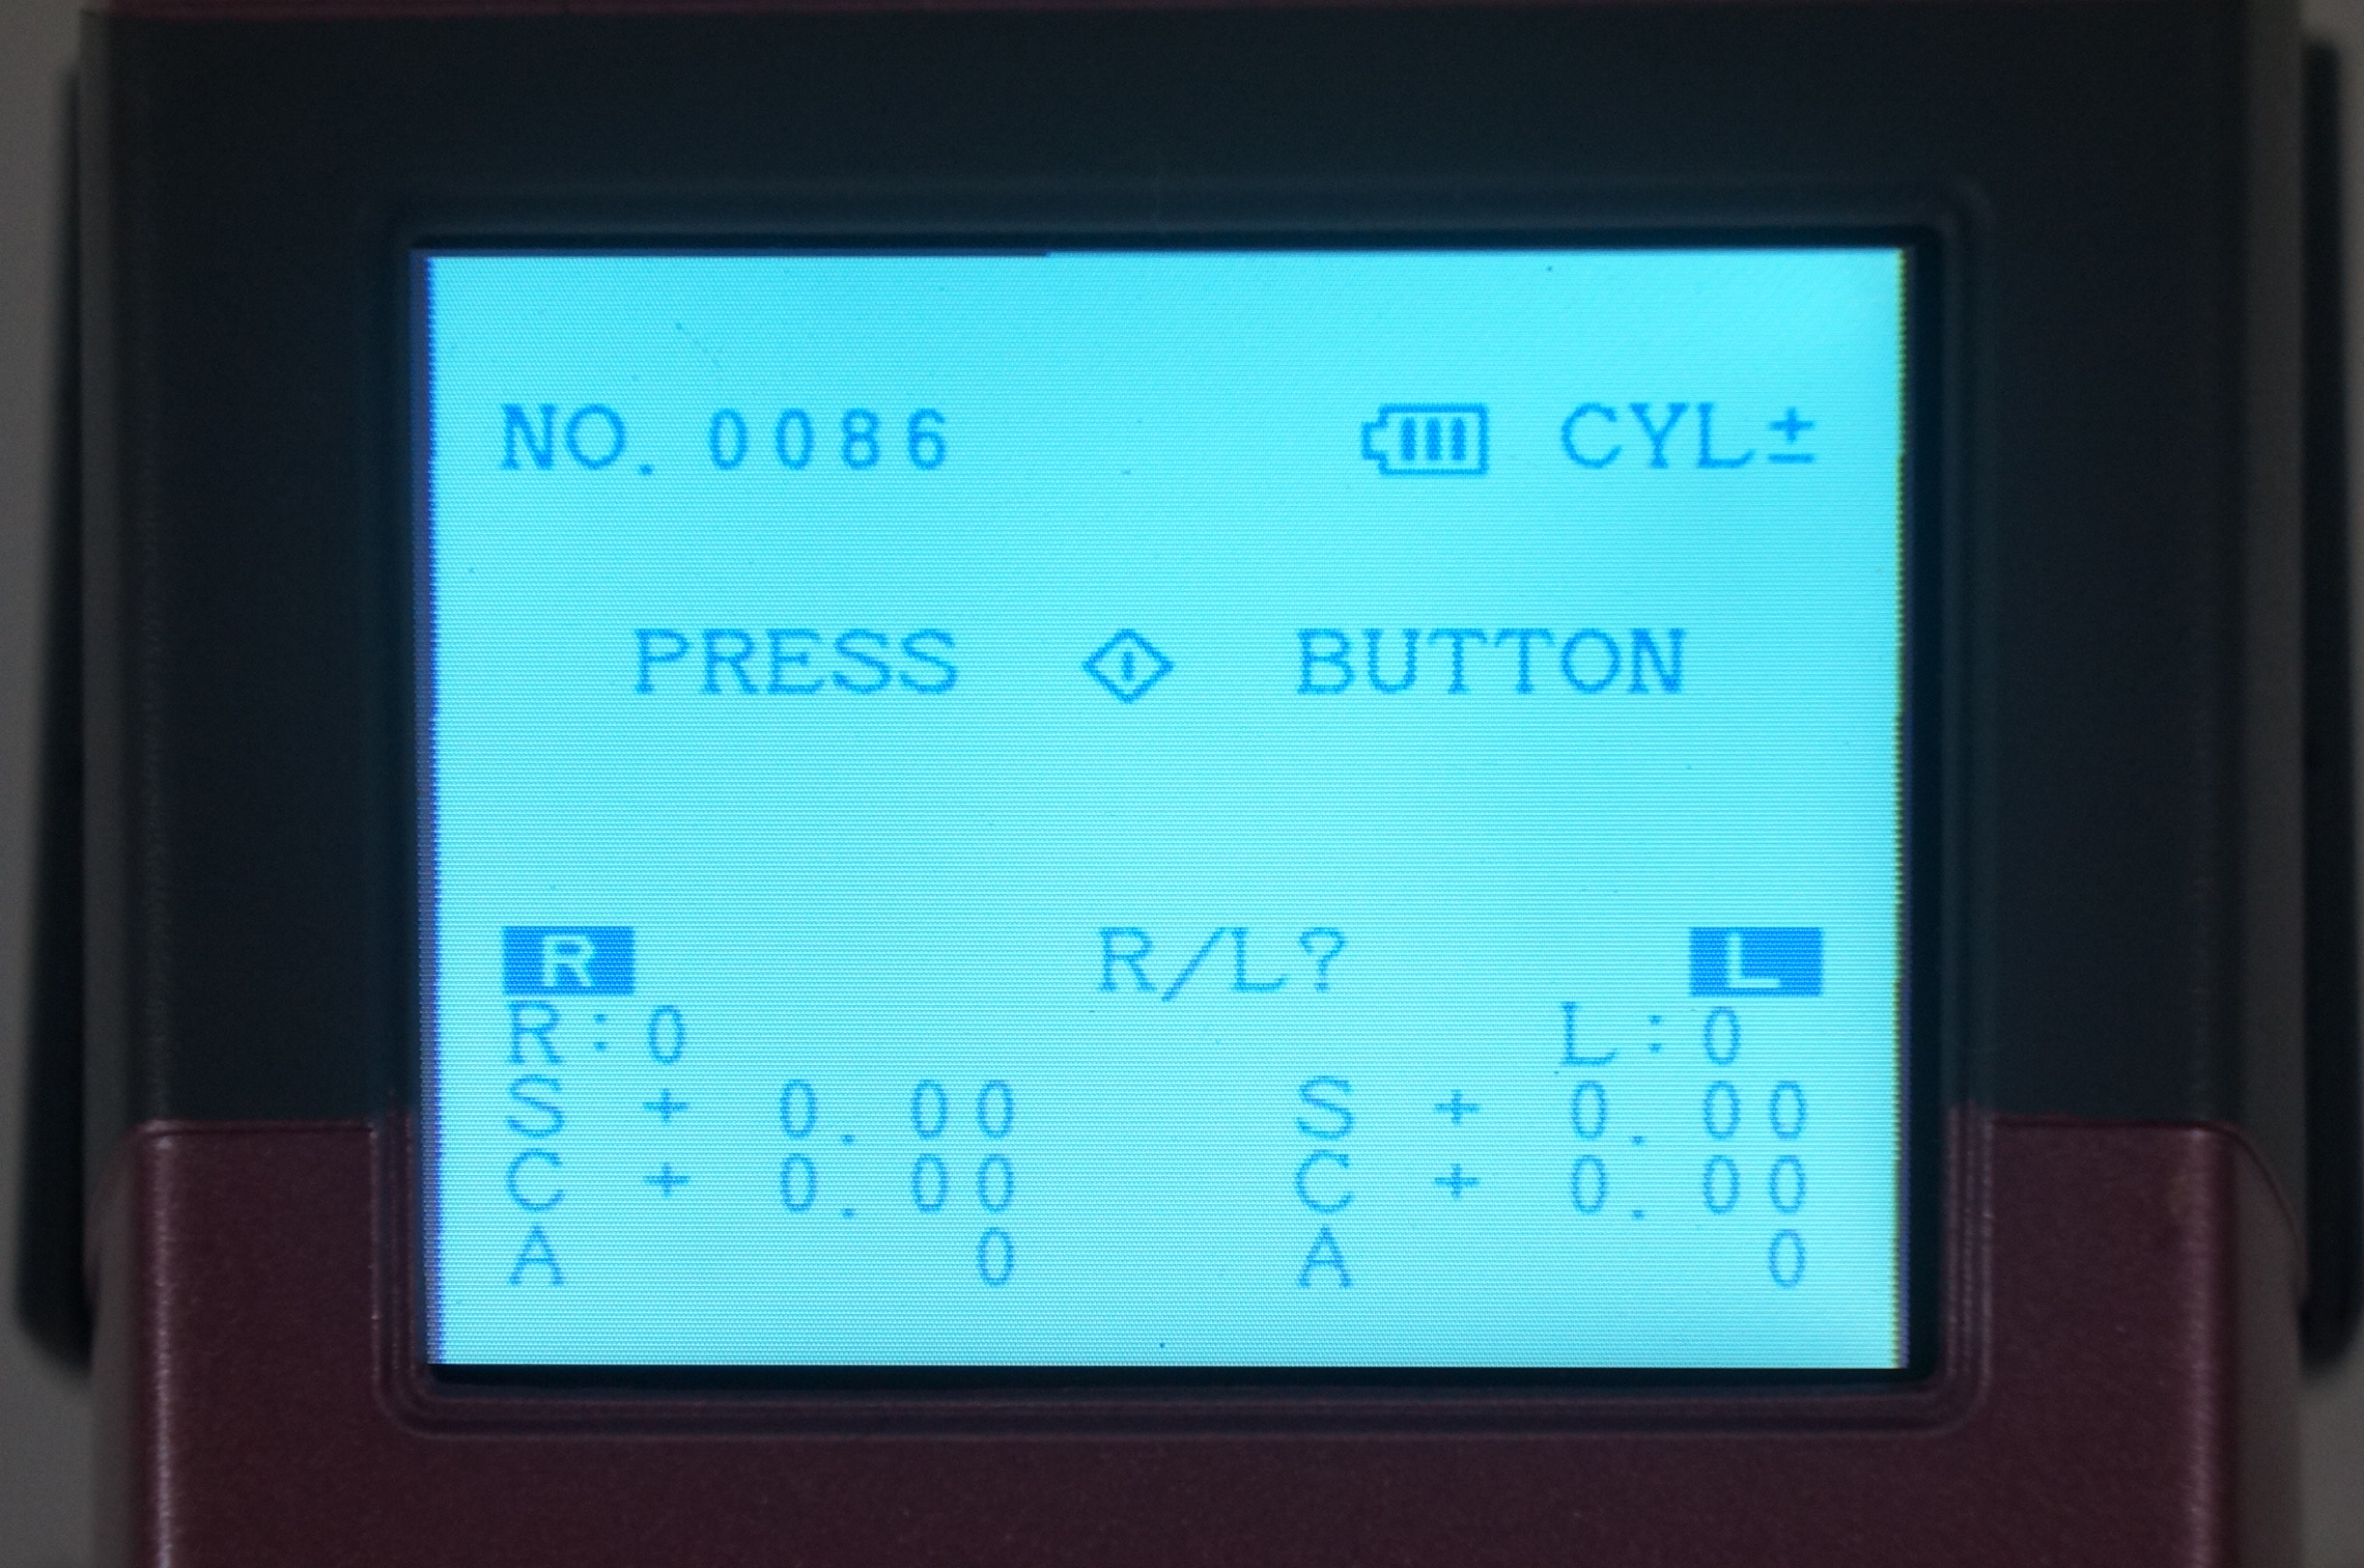 NO.0086 CYL±
PRESS BUTTON
R R/L? L
R:0 L:0
S + 0.00 S + 0.00
C + 0.00 C + 0.00
A 0 A 0